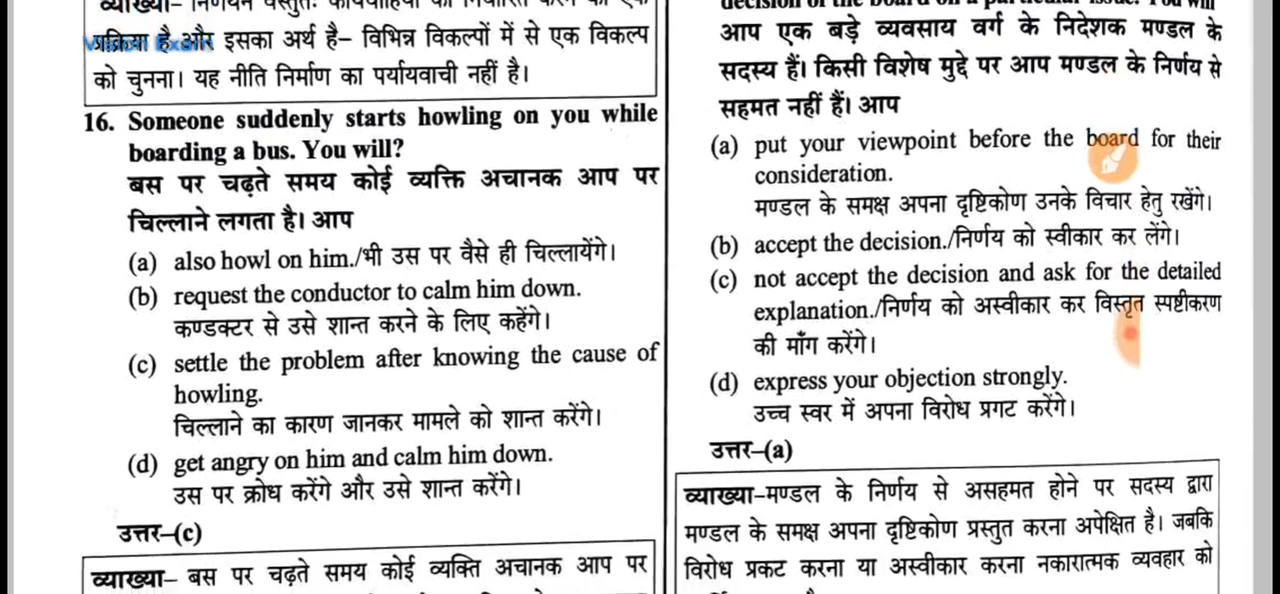 व्याख्या– निर्णयन वस्तुतः कार्यवाहियों को निर्धारित करने की एक
प्रक्रिया है और इसका अर्थ है– विभिन्न विकल्पों में से एक विकल्प
Vision Exam
को चुनना। यह नीति निर्माण का पर्यायवाची नहीं है।
16. Someone suddenly starts howling on you while
boarding a bus. You will?
बस पर चढ़ते समय कोई व्यक्ति अचानक आप पर
चिल्लाने लगता है। आप
(a) also howl on him./भी उस पर वैसे ही चिल्लायेंगे।
(b) request the conductor to calm him down.
कण्डक्टर से उसे शान्त करने के लिए कहेंगे।
(c) settle the problem after knowing the cause of
howling.
चिल्लाने का कारण जानकर मामले को शान्त करेंगे।
(d) get angry on him and calm him down.
उस पर क्रोध करेंगे और उसे शान्त करेंगे।
उत्तर–(c)
व्याख्या– बस पर चढ़ते समय कोई व्यक्ति अचानक आप पर
decision of the board on a particular issue. You will
आप एक बड़े व्यवसाय वर्ग के निदेशक मण्डल के
सदस्य हैं। किसी विशेष मुद्दे पर आप मण्डल के निर्णय से
सहमत नहीं हैं। आप
(a) put your viewpoint before the board for their
consideration.
मण्डल के समक्ष अपना दृष्टिकोण उनके विचार हेतु रखेंगे।
(b) accept the decision./निर्णय को स्वीकार कर लेंगे।
(c) not accept the decision and ask for the detailed
explanation./निर्णय को अस्वीकार कर विस्तृत स्पष्टीकरण
की माँग करेंगे।
(d) express your objection strongly.
उच्च स्वर में अपना विरोध प्रगट करेंगे।
उत्तर–(a)
व्याख्या–मण्डल के निर्णय से असहमत होने पर सदस्य द्वारा
मण्डल के समक्ष अपना दृष्टिकोण प्रस्तुत करना अपेक्षित है। जबकि
विरोध प्रकट करना या अस्वीकार करना नकारात्मक व्यवहार को